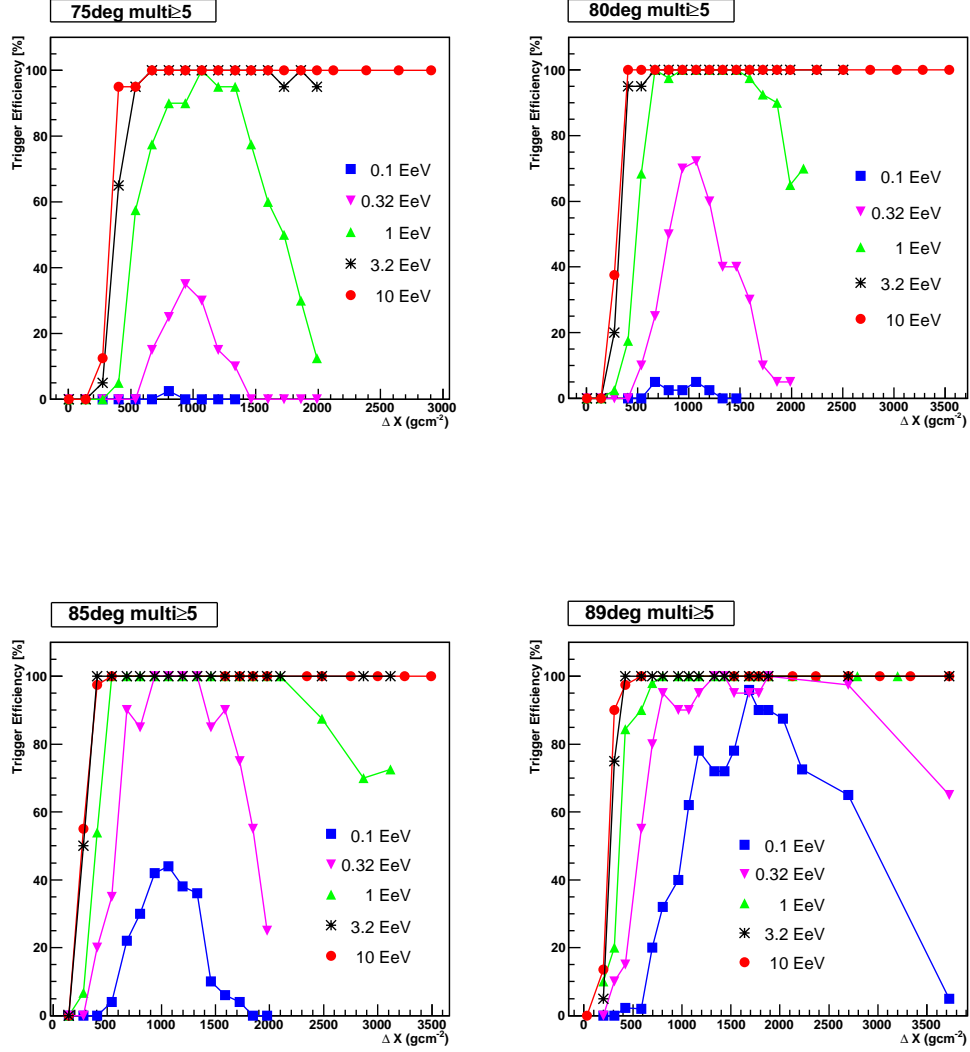 75deg multi≥5
Trigger Efficiency [%]
100
80
60
40
20
0
0.1 EeV
0.32 EeV
1 EeV
3.2 EeV
10 EeV
0 500 1000 1500 2000 2500 3000
Δ X (gcm-2)
80deg multi≥5
Trigger Efficiency [%]
100
80
60
40
20
0
0.1 EeV
0.32 EeV
1 EeV
3.2 EeV
10 EeV
0 500 1000 1500 2000 2500 3000 3500
Δ X (gcm-2)
85deg multi≥5
Trigger Efficiency [%]
100
80
60
40
20
0
0.1 EeV
0.32 EeV
1 EeV
3.2 EeV
10 EeV
0 500 1000 1500 2000 2500 3000 3500
Δ X (gcm-2)
89deg multi≥5
Trigger Efficiency [%]
100
80
60
40
20
0
0.1 EeV
0.32 EeV
1 EeV
3.2 EeV
10 EeV
0 500 1000 1500 2000 2500 3000 3500
Δ X (gcm-2)